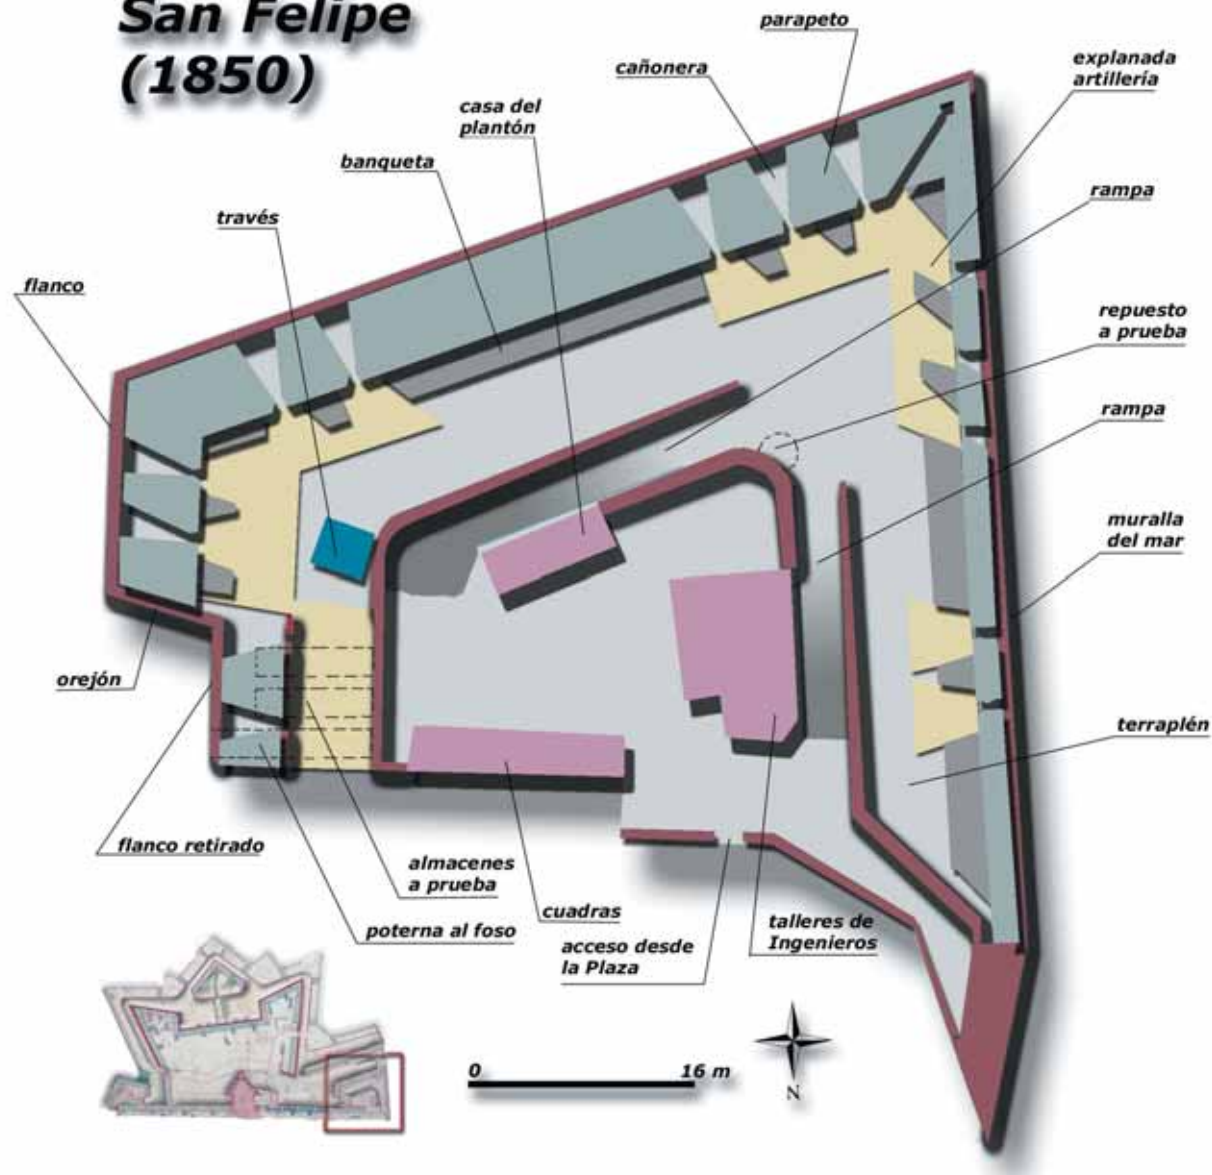 San Felipe
(1850)
parapeto
cañonera
explanada
artillería
casa del
plantón
banqueta
rampa
través
flanco
repuesto
a prueba
rampa
muralla
del mar
orejón
terraplén
flanco retirado
almacenes
a prueba
cuadras
poterna al foso
talleres de
Ingenieros
acceso desde
la Plaza
0 16 m
N